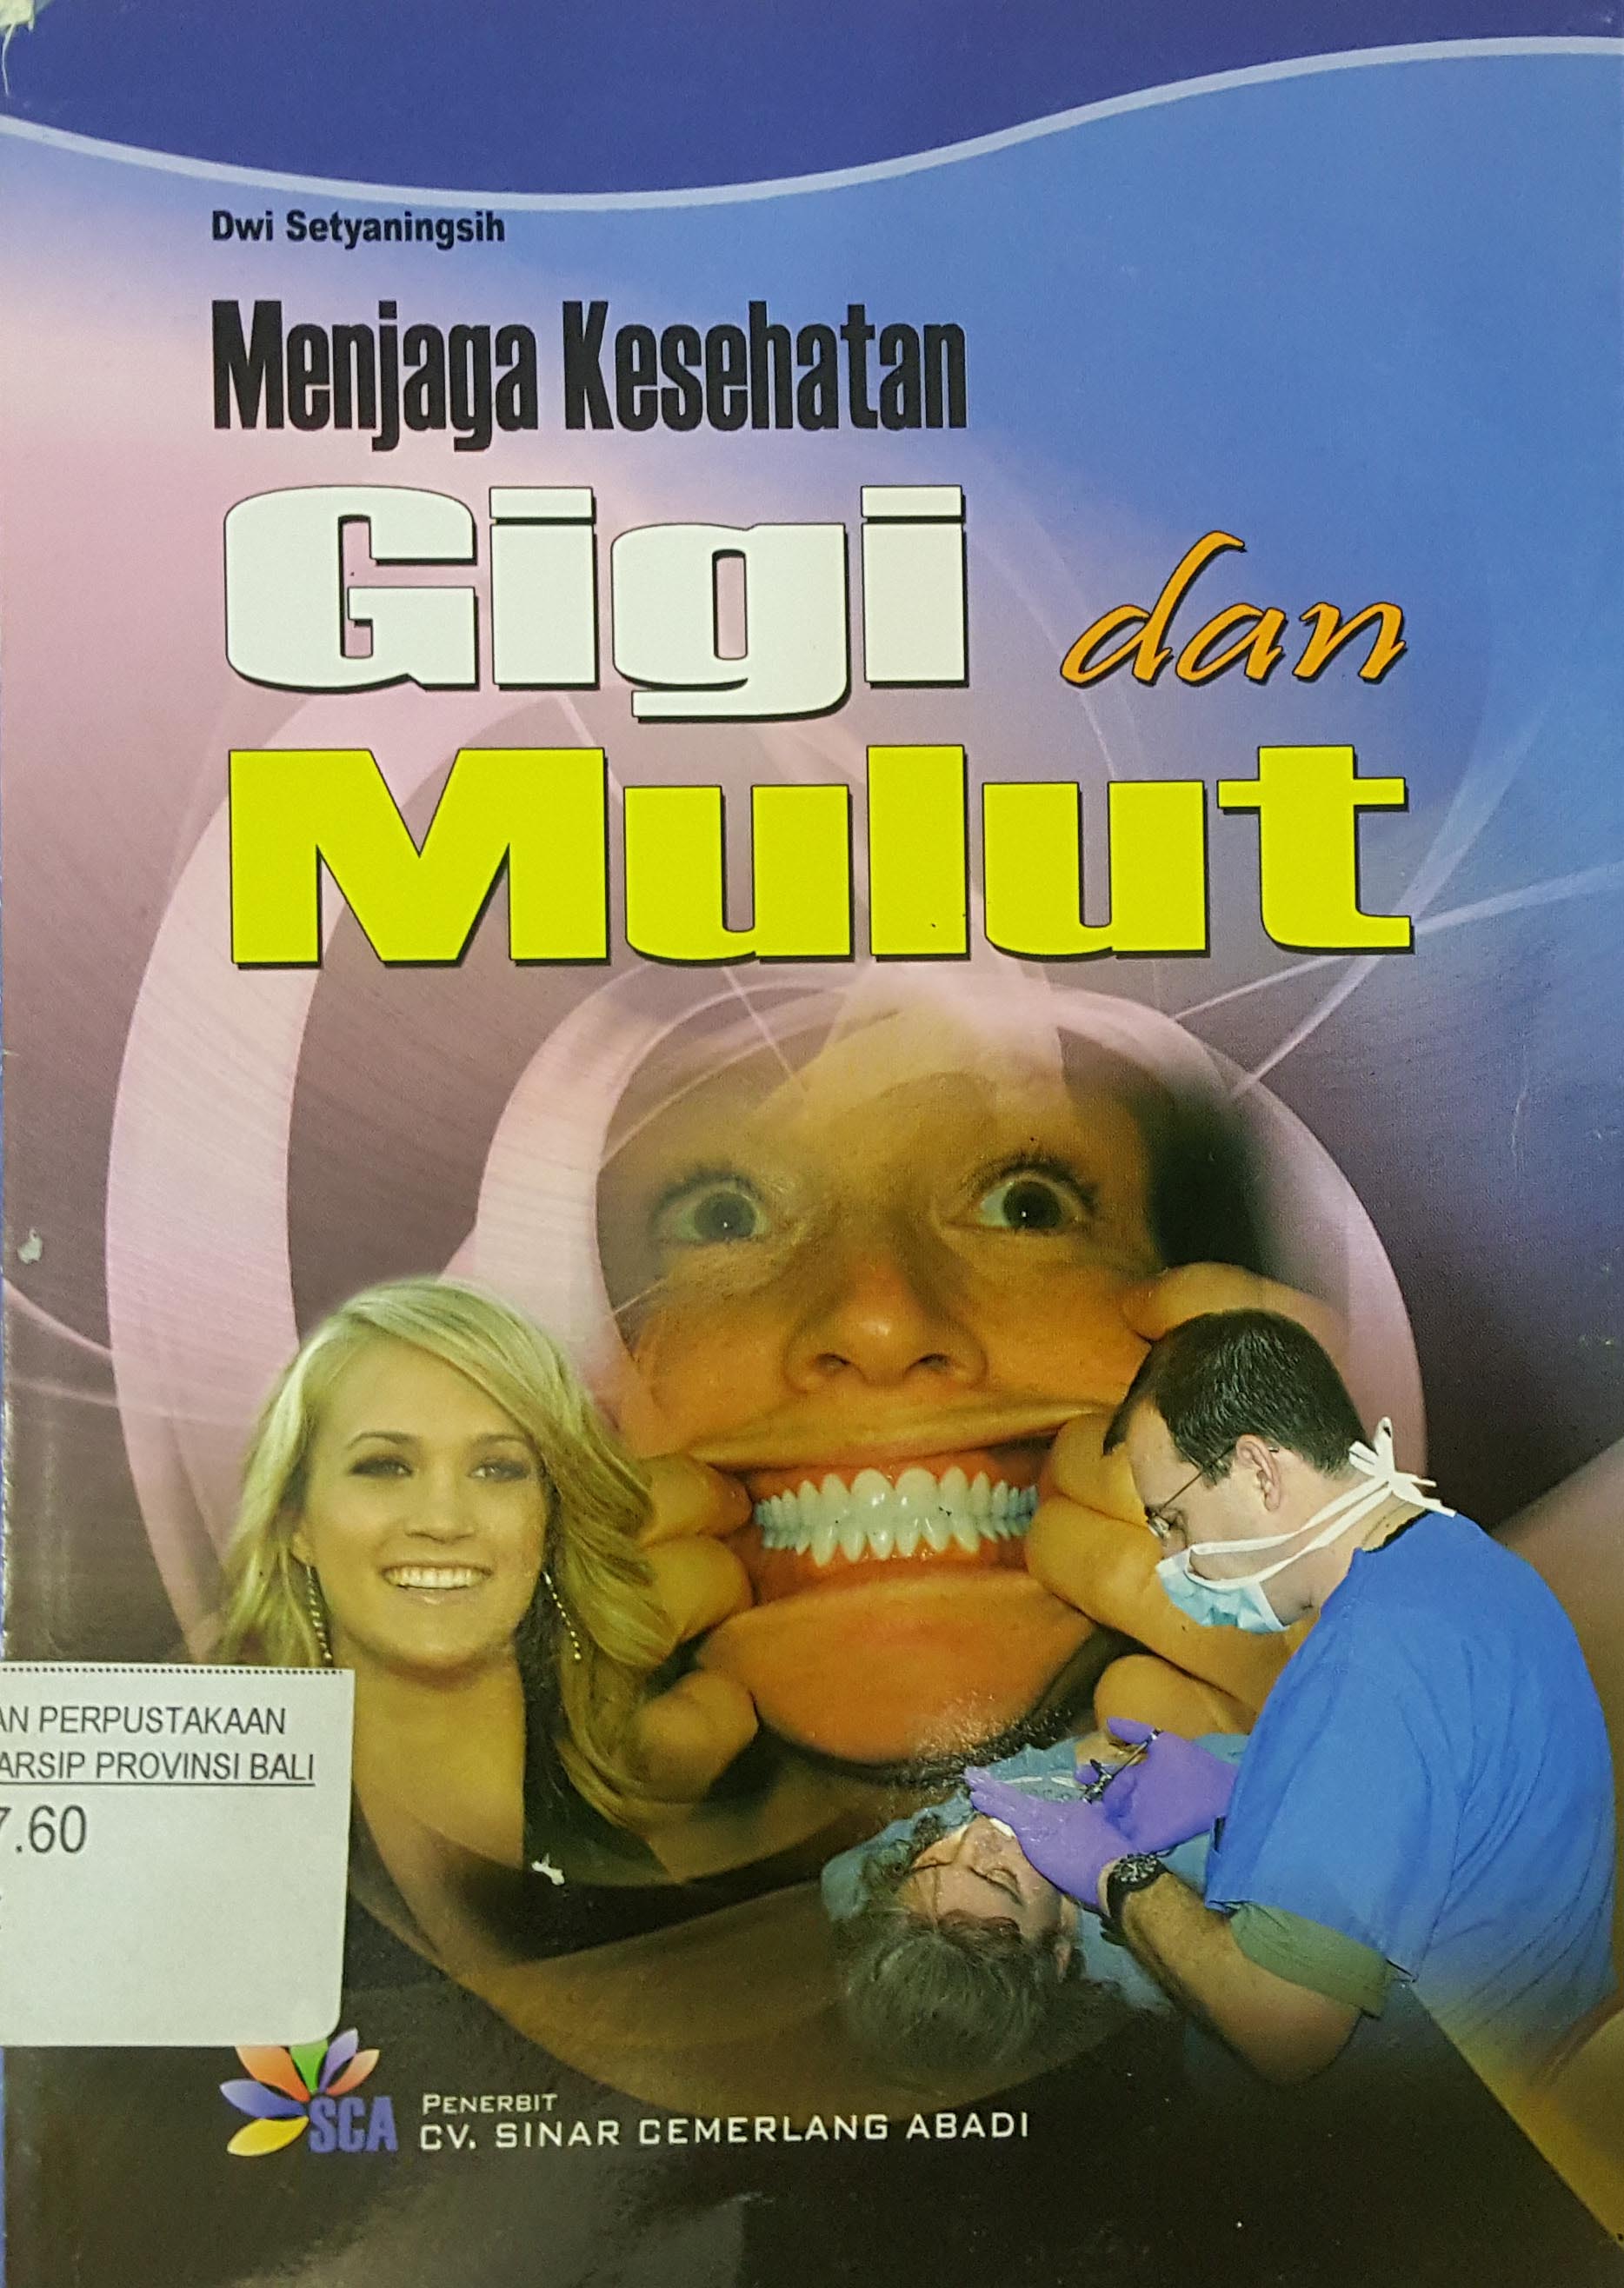 Dwi Setyaningsih
Menjaga Kesehatan
Gigi dan
Mulut
PERPUSTAKAAN
ARSIP PROVINSI BALI
7.60
SCA
PENERBIT
CV. SINAR CEMERLANG ABADI